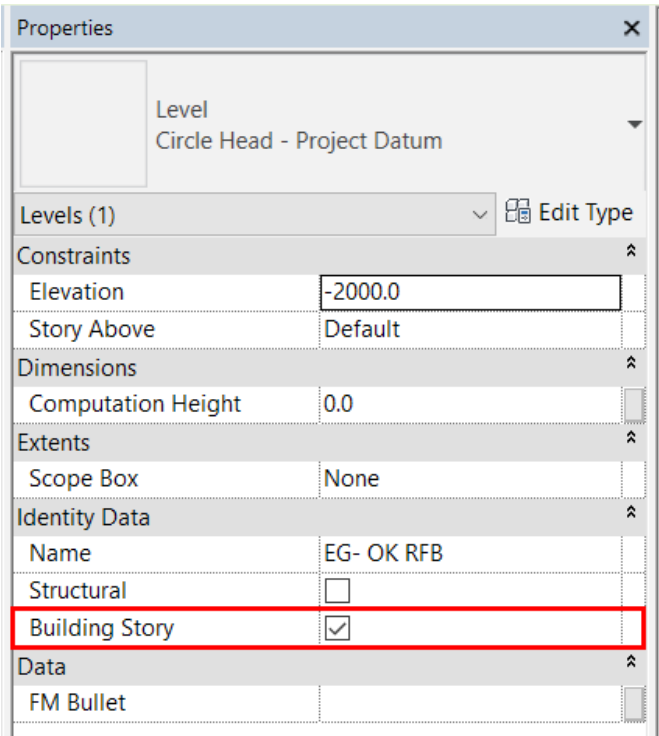 Properties
Level
Circle Head - Project Datum
Levels (1) Edit Type
Constraints
Elevation -2000.0
Story Above Default
Dimensions
Computation Height 0.0
Extents
Scope Box None
Identity Data
Name EG- OK RFB
Structural
Building Story
Data
FM Bullet